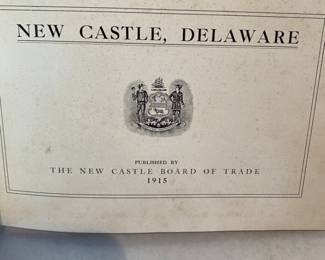 NEW CASTLE, DELAWARE
PUBLISHED BY
THE NEW CASTLE BOARD OF TRADE
1915